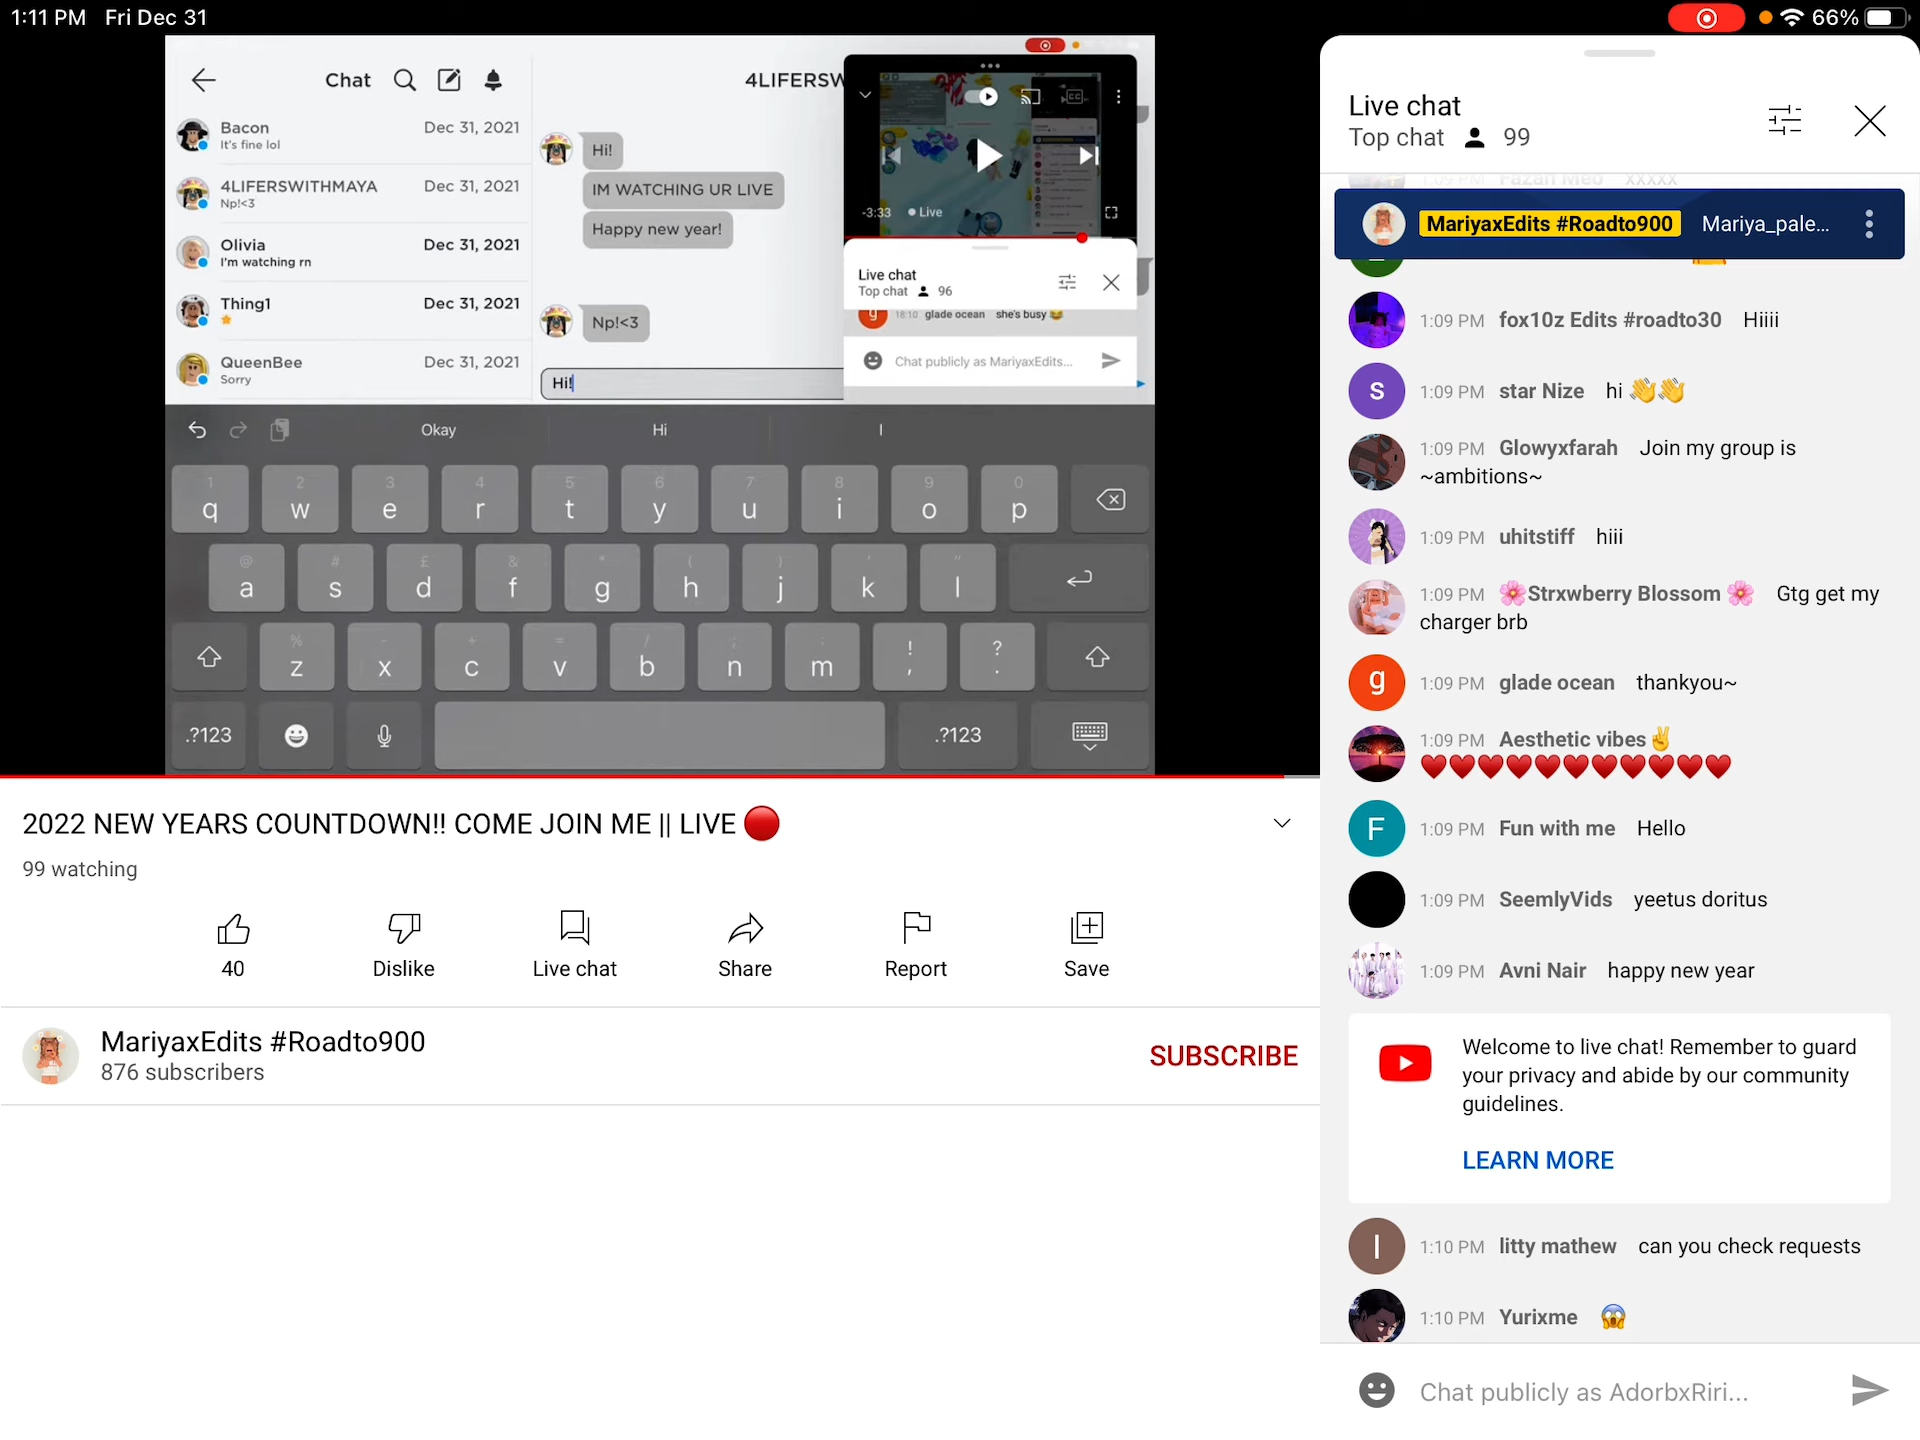 1:11 PM Fri Dec 31
66%
Chat
4LIFERSW
Bacon Dec 31, 2021
It's fine lol
4LIFERSWITHMAYA Dec 31, 2021
Np!<3
Olivia Dec 31, 2021
I'm watching rn
Thing1 Dec 31, 2021
⭐
QueenBee Dec 31, 2021
Sorry
Hi!
IM WATCHING UR LIVE
Happy new year!
Np!<3
Hi!
CC
-3:33 • Live
Live chat
Top chat 96
g 18:10 glade ocean she's busy 😂
Chat publicly as MariyaxEdits...
Okay Hi I
1 2 3 4 5 6 7 8 9 0
q w e r t y u i o p
@ # £ & * ( ) ' "
a s d f g h j k l
% - + = / ; : ! ?
z x c v b n m , .
.?123 .?123
2022 NEW YEARS COUNTDOWN!! COME JOIN ME || LIVE 🔴
99 watching
40 Dislike Live chat Share Report Save
MariyaxEdits #Roadto900
876 subscribers
SUBSCRIBE
Live chat
Top chat 99
MariyaxEdits #Roadto900 Mariya_pale...
1:09 PM fox10z Edits #roadto30 Hiiii
S 1:09 PM star Nize hi 👋👋
1:09 PM Glowyxfarah Join my group is
~ambitions~
1:09 PM uhitstiff hiii
1:09 PM 🌸Strxwberry Blossom 🌸 Gtg get my
charger brb
g 1:09 PM glade ocean thankyou~
1:09 PM Aesthetic vibes✌
♥♥♥♥♥♥♥♥♥♥♥
F 1:09 PM Fun with me Hello
1:09 PM SeemlyVids yeetus doritus
1:09 PM Avni Nair happy new year
Welcome to live chat! Remember to guard
your privacy and abide by our community
guidelines.
LEARN MORE
l 1:10 PM litty mathew can you check requests
1:10 PM Yurixme 😱
Chat publicly as AdorbxRiri...